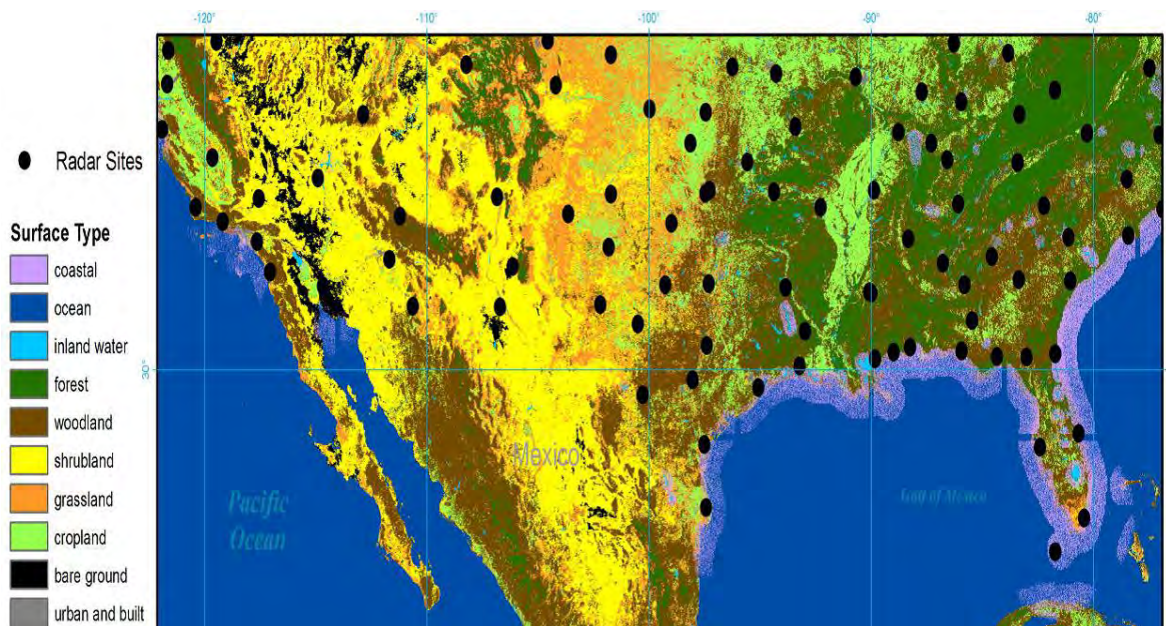 -120°
-110°
-100°
-90°
-80°
Radar Sites
Surface Type
coastal
ocean
inland water
forest
woodland
shrubland
grassland
cropland
bare ground
urban and built
30°
Mexico
Pacific
Ocean
Gulf of Mexico